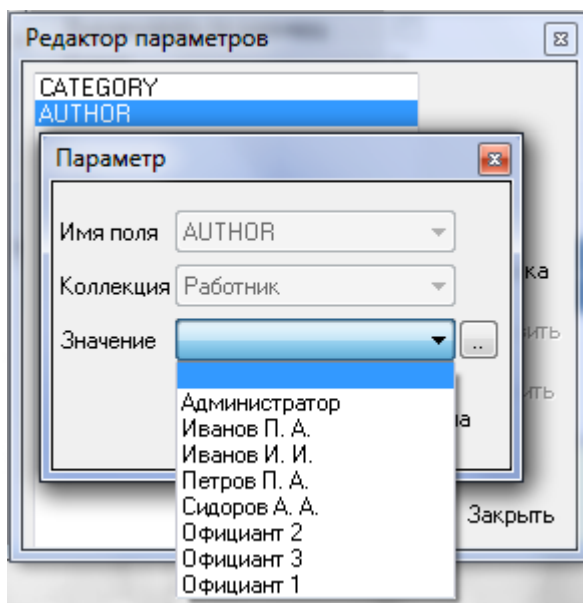 Редактор параметров
CATEGORY
AUTHOR
Параметр
Имя поля AUTHOR
Коллекция Работник
Значение ..
Администратор
Иванов П. А.
Иванов И. И.
Петров П. А.
Сидоров А. А.
Официант 2
Официант 3
Официант 1
Закрыть